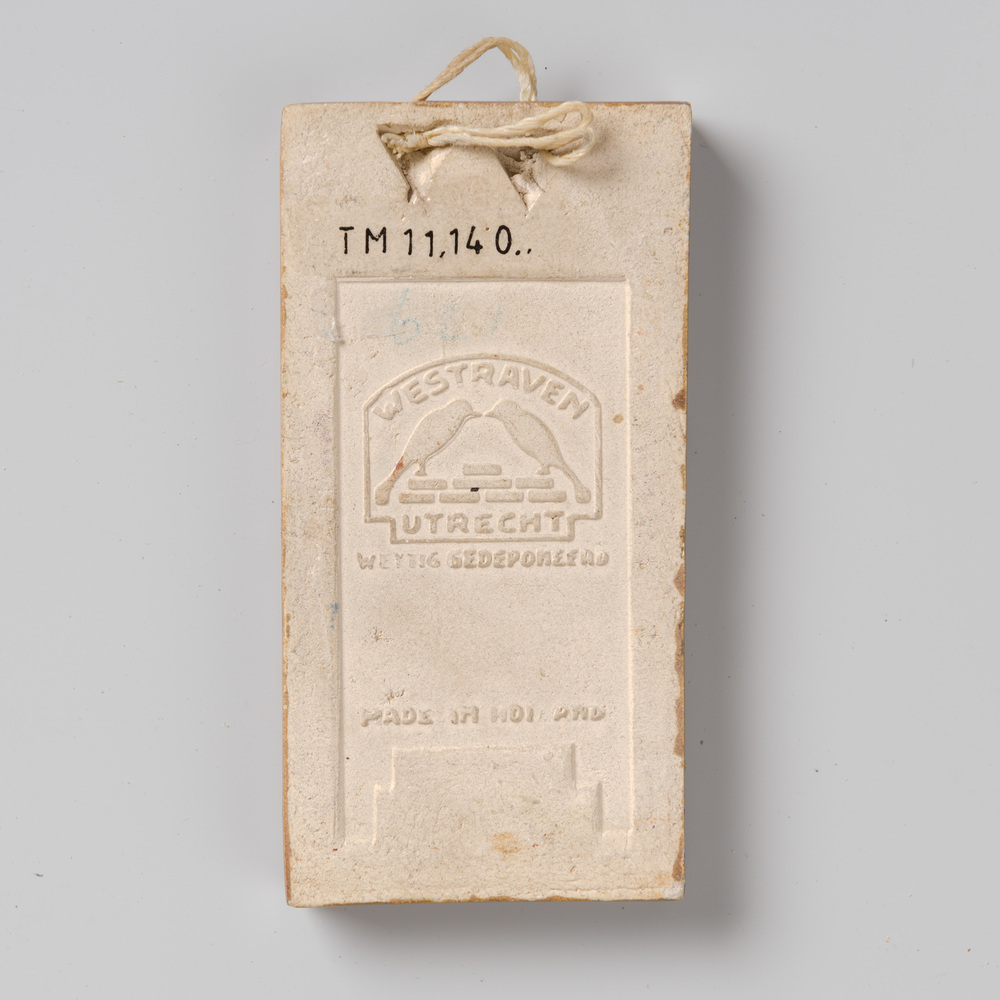 TM 11,140..
WESTRAVEN
UTRECHT
WETTIG GEDEPONEERD
MADE IN HOLLAND